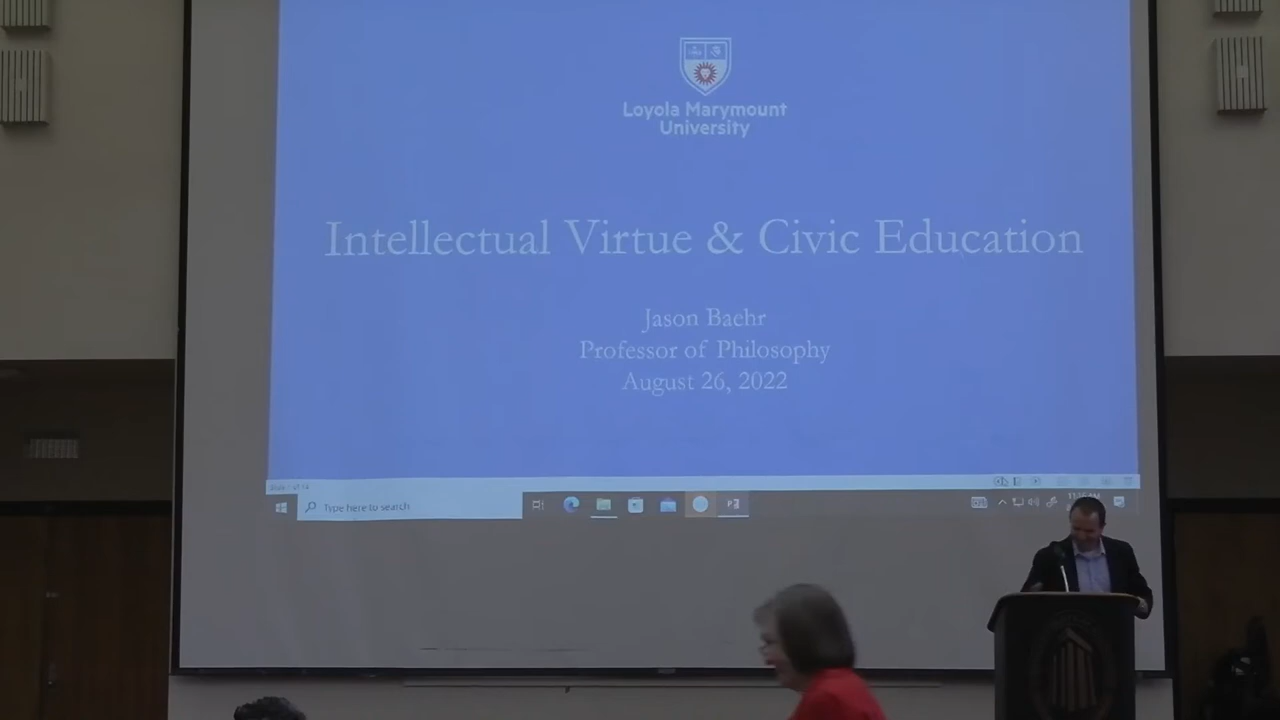 Loyola Marymount
University
Intellectual Virtue & Civic Education
Jason Baehr
Professor of Philosophy
August 26, 2022
Type here to search